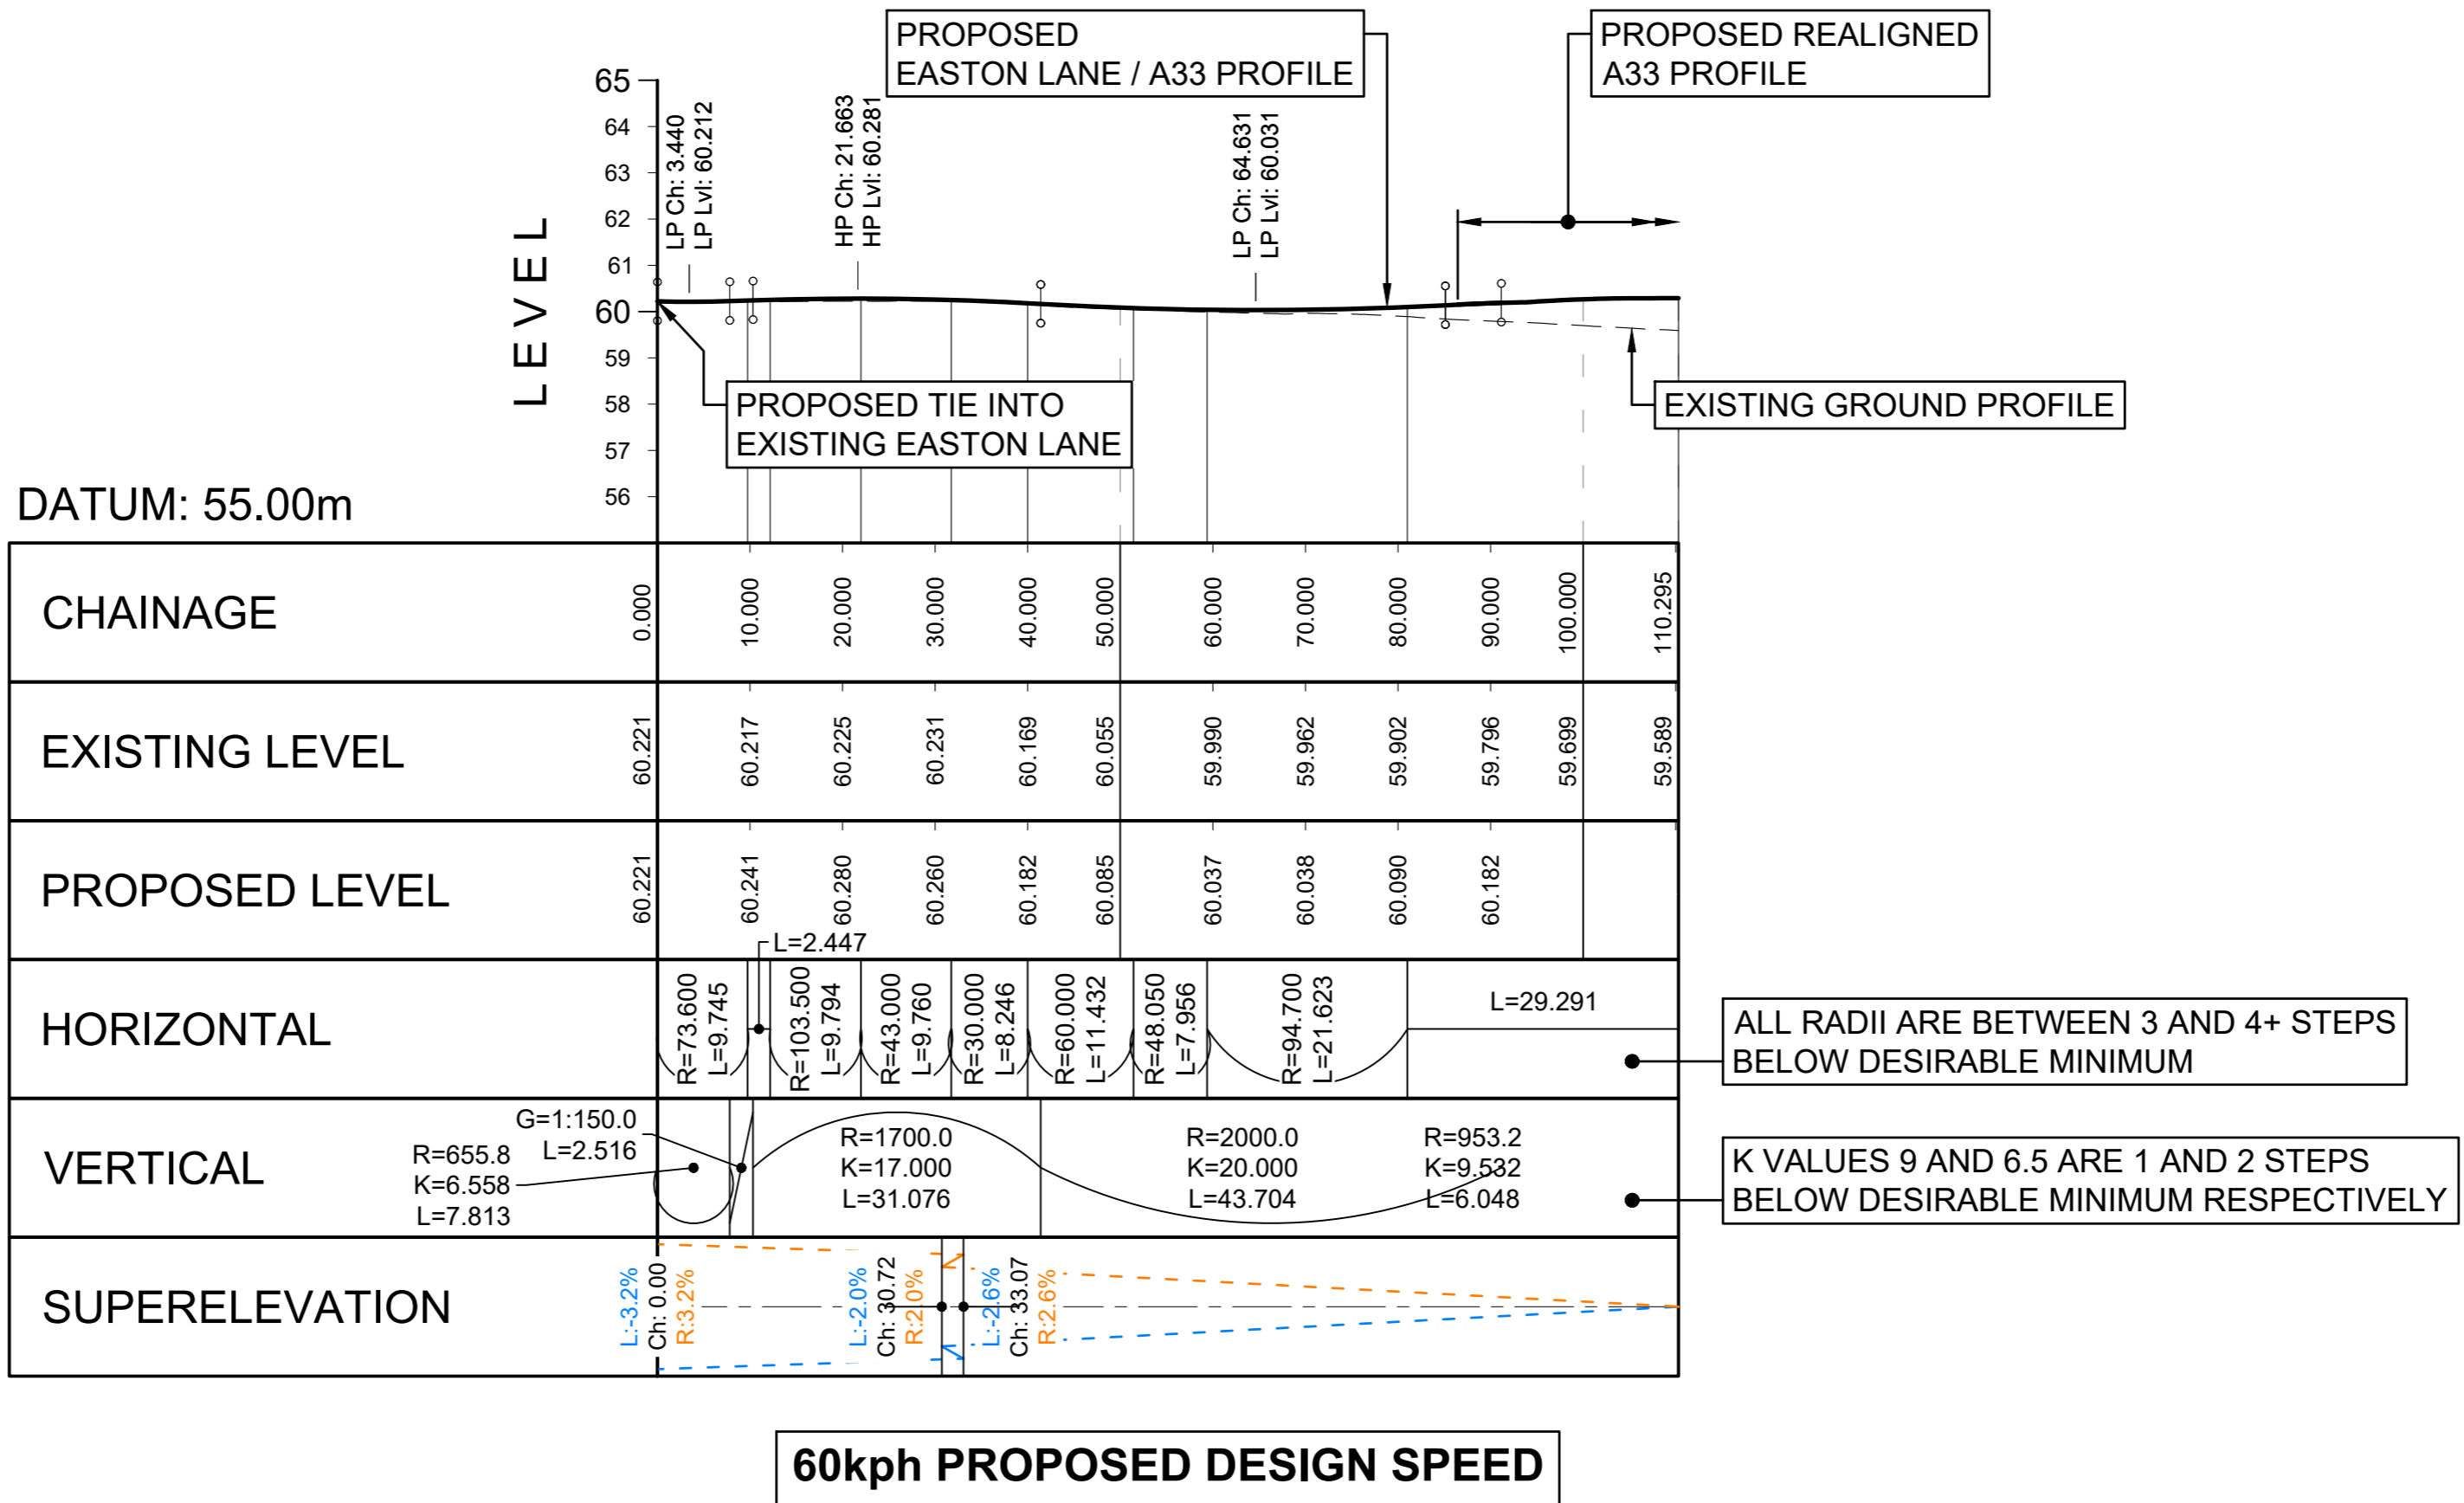 PROPOSED
EASTON LANE / A33 PROFILE
PROPOSED REALIGNED
A33 PROFILE
LEVEL
65
64
63
62
61
60
59
58
57
56
LP Ch: 3.440
LP Lvl: 60.212
HP Ch: 21.663
HP Lvl: 60.281
LP Ch: 64.631
LP Lvl: 60.031
PROPOSED TIE INTO
EXISTING EASTON LANE
EXISTING GROUND PROFILE
DATUM: 55.00m
CHAINAGE
0.000
10.000
20.000
30.000
40.000
50.000
60.000
70.000
80.000
90.000
100.000
110.295
EXISTING LEVEL
60.221
60.217
60.225
60.231
60.169
60.055
59.990
59.962
59.902
59.796
59.699
59.589
PROPOSED LEVEL
60.221
60.241
60.280
60.260
60.182
60.085
60.037
60.038
60.090
60.182
HORIZONTAL
R=73.600
L=9.745
L=2.447
R=103.500
L=9.794
R=43.000
L=9.760
R=30.000
L=8.246
R=60.000
L=11.432
R=48.050
L=7.956
R=94.700
L=21.623
L=29.291
ALL RADII ARE BETWEEN 3 AND 4+ STEPS
BELOW DESIRABLE MINIMUM
VERTICAL
R=655.8
K=6.558
L=7.813
G=1:150.0
L=2.516
R=1700.0
K=17.000
L=31.076
R=2000.0
K=20.000
L=43.704
R=953.2
K=9.532
L=6.048
K VALUES 9 AND 6.5 ARE 1 AND 2 STEPS
BELOW DESIRABLE MINIMUM RESPECTIVELY
SUPERELEVATION
L:-3.2%
Ch: 0.00
R:3.2%
L:-2.0%
Ch: 30.72
R:2.0%
L:-2.6%
Ch: 33.07
R:2.6%
60kph PROPOSED DESIGN SPEED